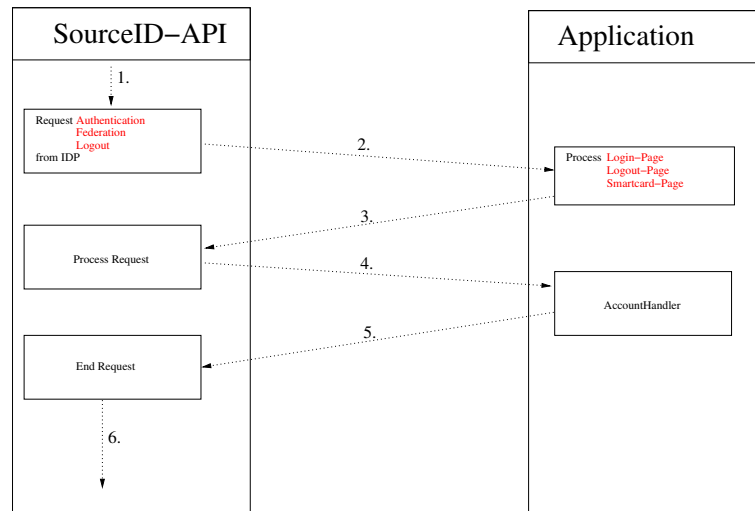 SourceID–API
Application
1.
Request Authentication
Federation
Logout
from IDP
2.
Process Login–Page
Logout–Page
Smartcard–Page
3.
Process Request
4.
AccountHandler
5.
End Request
6.